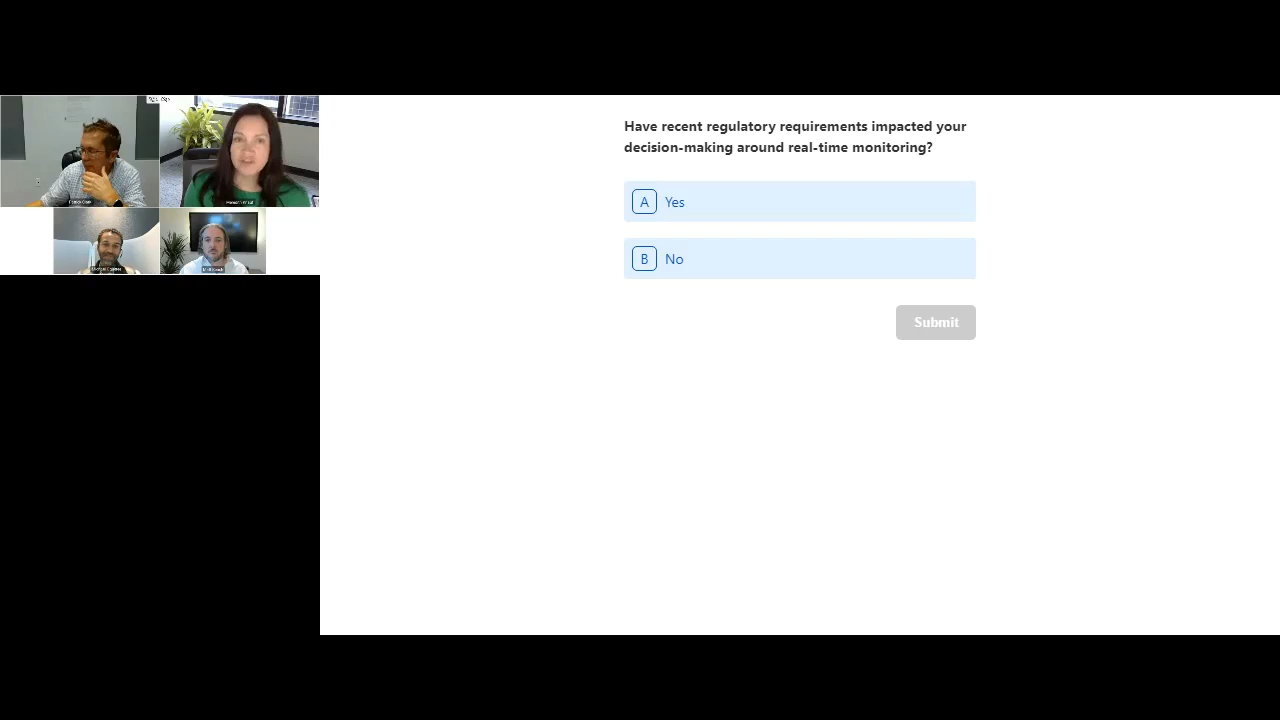 Have recent regulatory requirements impacted your
decision-making around real-time monitoring?
A Yes
B No
Submit